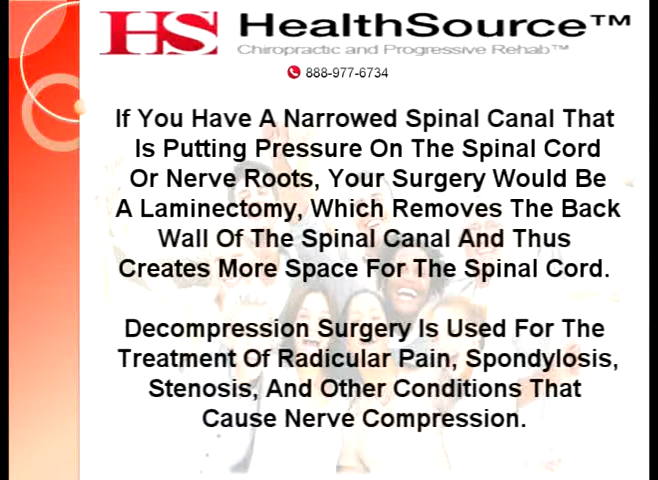 HS HealthSource™
Chiropractic and Progressive Rehab™
888-977-6734
If You Have A Narrowed Spinal Canal That
Is Putting Pressure On The Spinal Cord
Or Nerve Roots, Your Surgery Would Be
A Laminectomy, Which Removes The Back
Wall Of The Spinal Canal And Thus
Creates More Space For The Spinal Cord.
Decompression Surgery Is Used For The
Treatment Of Radicular Pain, Spondylosis,
Stenosis, And Other Conditions That
Cause Nerve Compression.